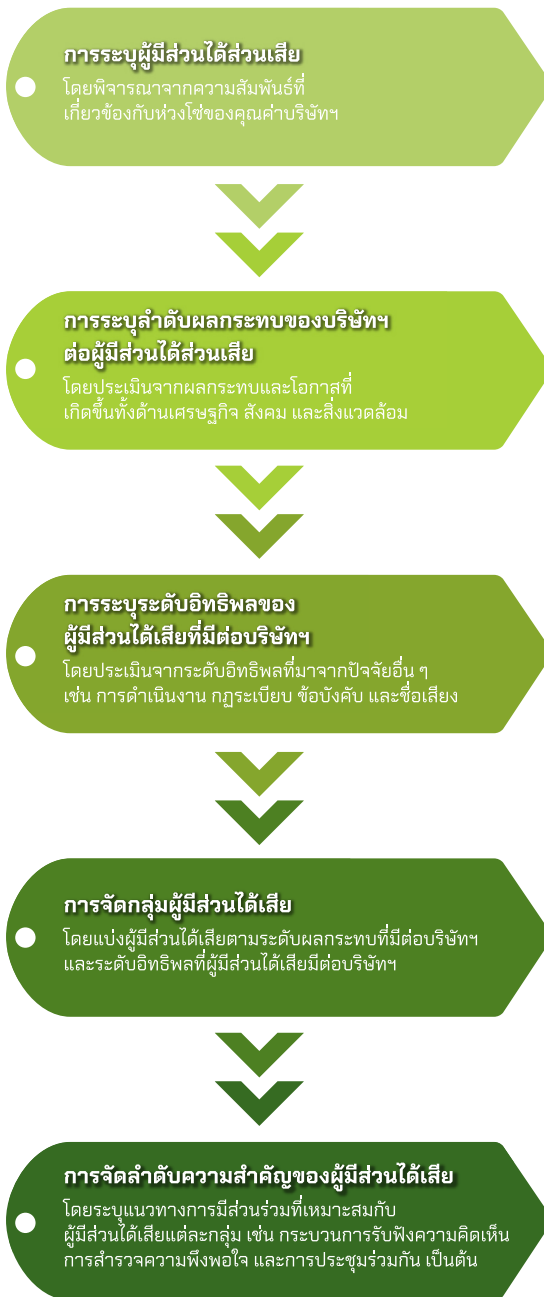 การระบุผู้มีส่วนได้ส่วนเสีย
โดยพิจารณาจากความสัมพันธ์ที่
เกี่ยวข้องกับห่วงโซ่ของคุณค่าบริษัทฯ
การระบุลำดับผลกระทบของบริษัทฯ
ต่อผู้มีส่วนได้ส่วนเสีย
โดยประเมินจากผลกระทบและโอกาสที่
เกิดขึ้นทั้งด้านเศรษฐกิจ สังคม และสิ่งแวดล้อม
การระบุระดับอิทธิพลของ
ผู้มีส่วนได้เสียที่มีต่อบริษัทฯ
โดยประเมินจากระดับอิทธิพลที่มาจากปัจจัยอื่น ๆ
เช่น การดำเนินงาน กฎระเบียบ ข้อบังคับ และชื่อเสียง
การจัดกลุ่มผู้มีส่วนได้เสีย
โดยแบ่งผู้มีส่วนได้เสียตามระดับผลกระทบที่มีต่อบริษัทฯ
และระดับอิทธิพลที่ผู้มีส่วนได้เสียมีต่อบริษัทฯ
การจัดลำดับความสำคัญของผู้มีส่วนได้เสีย
โดยระบุแนวทางการมีส่วนร่วมที่เหมาะสมกับ
ผู้มีส่วนได้เสียแต่ละกลุ่ม เช่น กระบวนการรับฟังความคิดเห็น
การสำรวจความพึงพอใจ และการประชุมร่วมกัน เป็นต้น